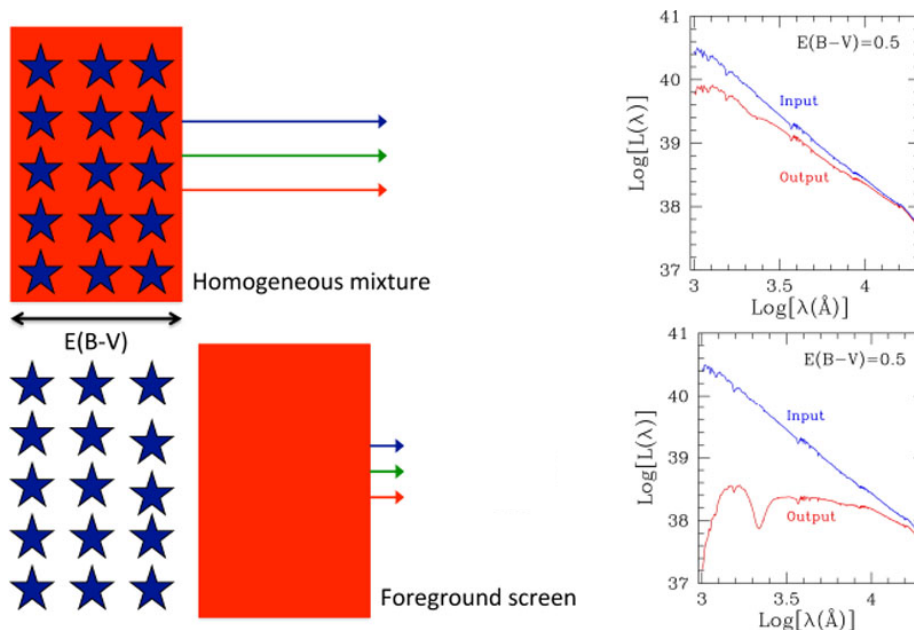 Homogeneous mixture
E(B-V)
Foreground screen
E(B-V)=0.5
Input
Output
Log[L(λ)]
41
40
39
38
37
3
3.5
4
Log[λ(Å)]
E(B-V)=0.5
Input
Output
Log[L(λ)]
41
40
39
38
37
3
3.5
4
Log[λ(Å)]